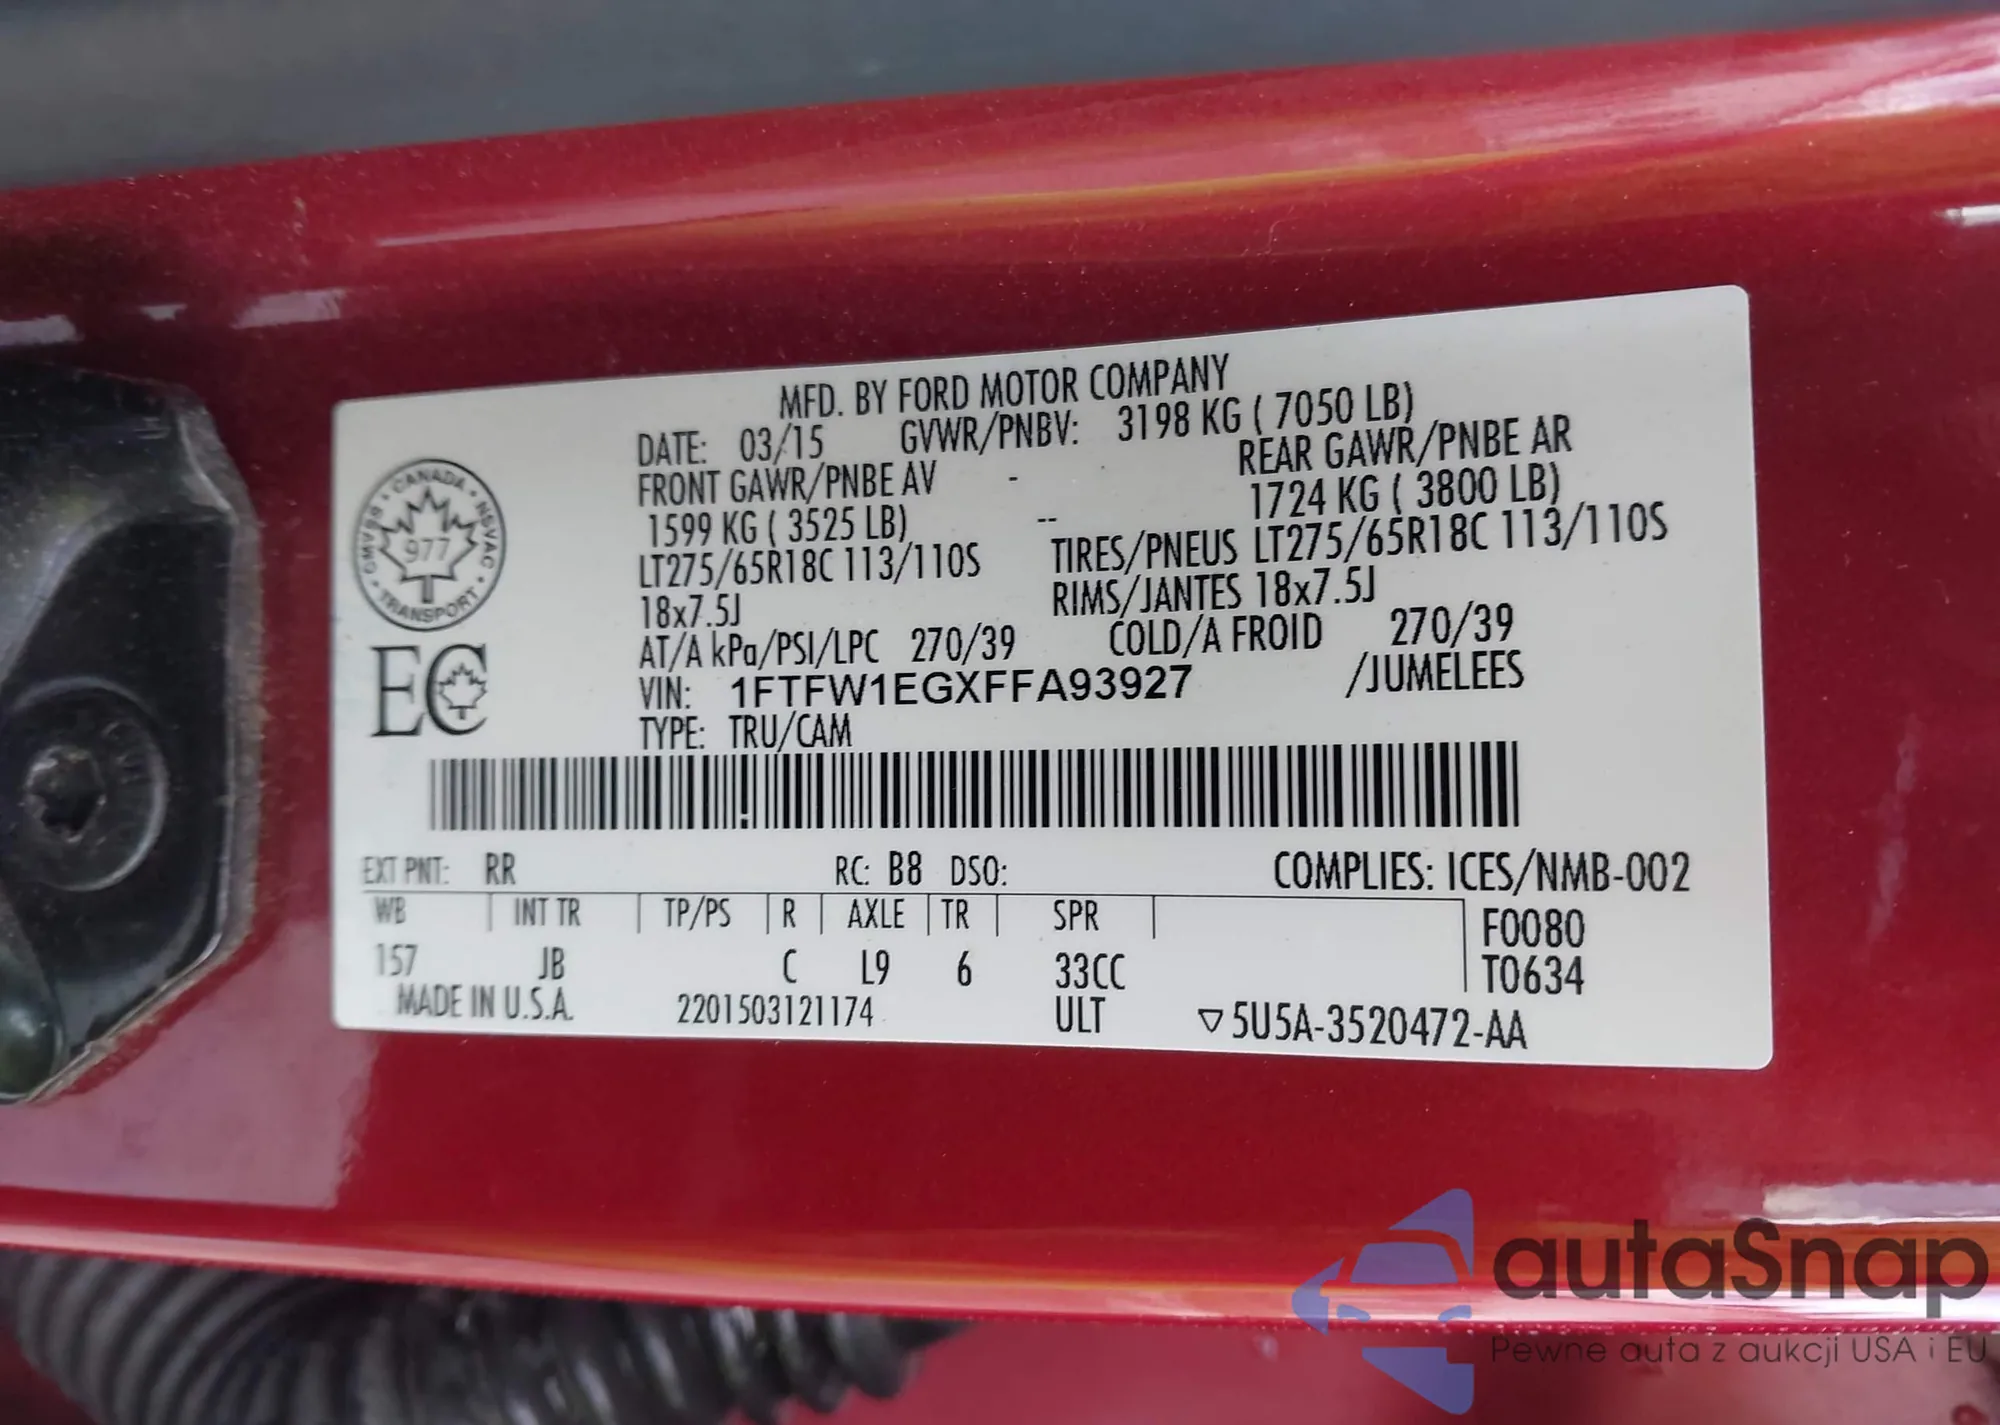 MFD. BY FORD MOTOR COMPANY
DATE: 03/15 GVWR/PNBV: 3198 KG ( 7050 LB)
FRONT GAWR/PNBE AV - REAR GAWR/PNBE AR
1599 KG ( 3525 LB) -- 1724 KG ( 3800 LB)
LT275/65R18C 113/110S TIRES/PNEUS LT275/65R18C 113/110S
18x7.5J RIMS/JANTES 18x7.5J
AT/A kPa/PSI/LPC 270/39 COLD/A FROID 270/39
VIN: 1FTFW1EGXFFA93927 /JUMELEES
TYPE: TRU/CAM
CANADA • NSVAC • TRANSPORT • CMVSS •
977
EC
EXT PNT: RR RC: B8 DSO: COMPLIES: ICES/NMB-002
WB INT TR TP/PS R AXLE TR SPR F0080
157 JB C L9 6 33CC T0634
MADE IN U.S.A. 2201503121174 ULT ▽5U5A-3520472-AA
autaSnap
Pewne auta z aukcji USA i EU